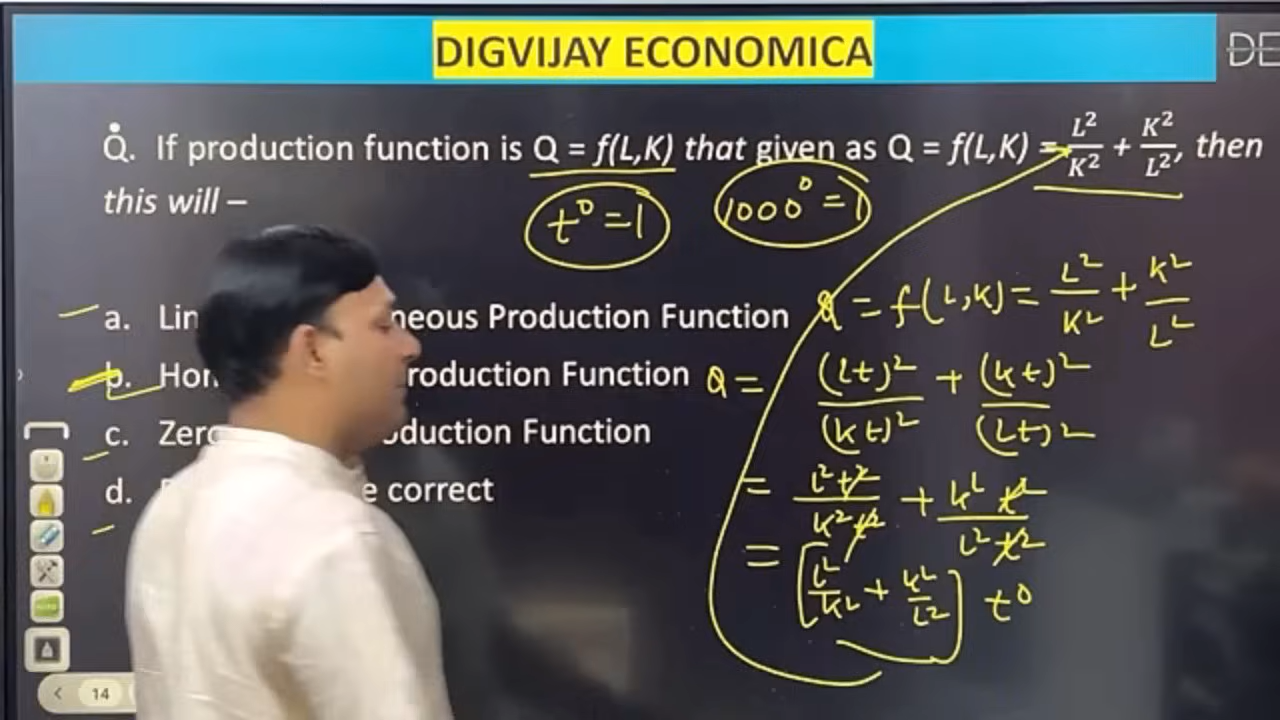 DIGVIJAY ECONOMICA
DE
Q. If production function is Q = f(L,K) that given as Q = f(L,K) = L²/K² + K²/L², then
this will –
t⁰ = 1
1000⁰ = 1
a. Lin neous Production Function
b. Hom roduction Function
c. Zero oduction Function
d. e correct
Q = f(L,K) = L²/K² + K²/L²
Q = (Lt)²/(Kt)² + (Kt)²/(Lt)²
= L²t²/K²t² + K²t²/L²t²
= [L²/K² + K²/L²] t⁰
14